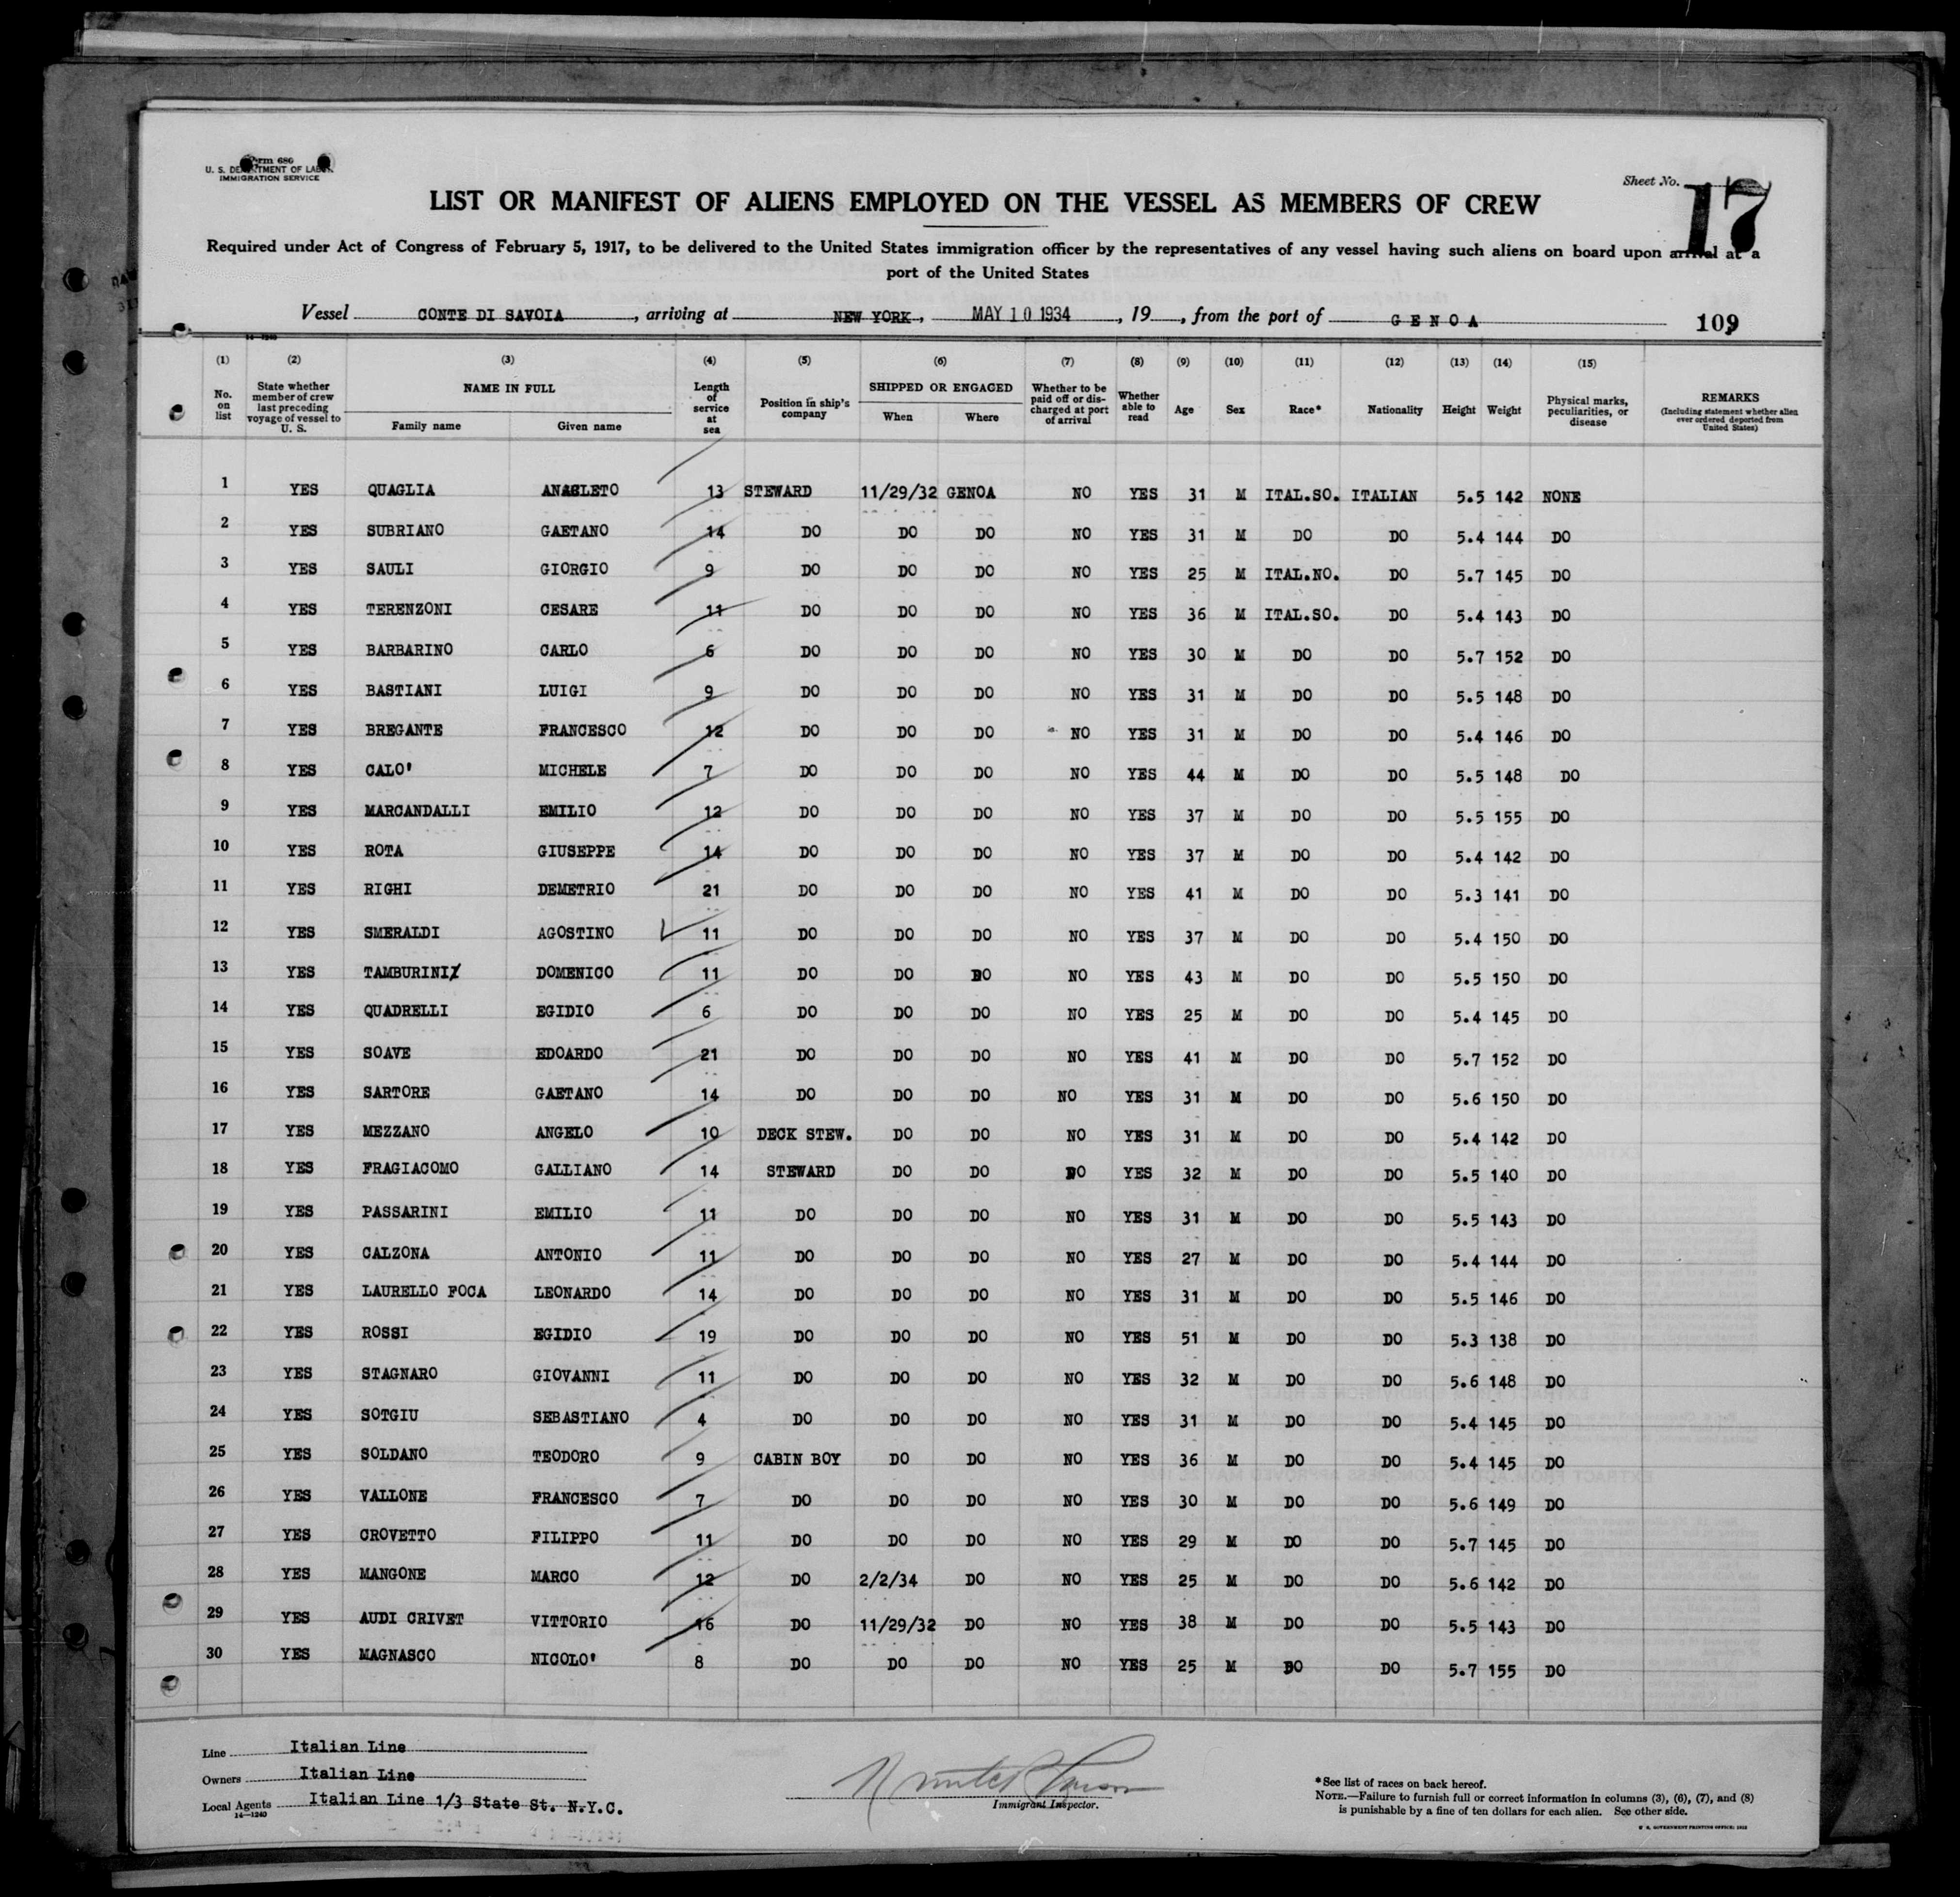 Form 686
U. S. DEPARTMENT OF LABOR
IMMIGRATION SERVICE
Sheet No. 17
LIST OR MANIFEST OF ALIENS EMPLOYED ON THE VESSEL AS MEMBERS OF CREW
Required under Act of Congress of February 5, 1917, to be delivered to the United States immigration officer by the representatives of any vessel having such aliens on board upon arrival at a
port of the United States
Vessel CONTE DI SAVOIA, arriving at NEW YORK, MAY 10 1934, 19, from the port of GENOA 109
14-1240
(1) (2) (3) (4) (5) (6) (7) (8) (9) (10) (11) (12) (13) (14) (15)
No. on list State whether member of crew last preceding voyage of vessel to U. S. NAME IN FULL Family name Given name Length of service at sea Position in ship's company SHIPPED OR ENGAGED When Where Whether to be paid off or discharged at port of arrival Whether able to read Age Sex Race* Nationality Height Weight Physical marks, peculiarities, or disease REMARKS (Including statement whether alien ever ordered deported from United States)
1 YES QUAGLIA ANACLETO 13 STEWARD 11/29/32 GENOA NO YES 31 M ITAL.SO. ITALIAN 5.5 142 NONE
2 YES SUBRIANO GAETANO 14 DO DO DO NO YES 31 M DO DO 5.4 144 DO
3 YES SAULI GIORGIO 9 DO DO DO NO YES 25 M ITAL.NO. DO 5.7 145 DO
4 YES TERENZONI CESARE 11 DO DO DO NO YES 36 M ITAL.SO. DO 5.4 143 DO
5 YES BARBARINO CARLO 6 DO DO DO NO YES 30 M DO DO 5.7 152 DO
6 YES BASTIANI LUIGI 9 DO DO DO NO YES 31 M DO DO 5.5 148 DO
7 YES BREGANTE FRANCESCO 12 DO DO DO NO YES 31 M DO DO 5.4 146 DO
8 YES CALO' MICHELE 7 DO DO DO NO YES 44 M DO DO 5.5 148 DO
9 YES MARCANDALLI EMILIO 12 DO DO DO NO YES 37 M DO DO 5.5 155 DO
10 YES ROTA GIUSEPPE 14 DO DO DO NO YES 37 M DO DO 5.4 142 DO
11 YES RIGHI DEMETRIO 21 DO DO DO NO YES 41 M DO DO 5.3 141 DO
12 YES SMERALDI AGOSTINO 11 DO DO DO NO YES 37 M DO DO 5.4 150 DO
13 YES TAMBURINI DOMENICO 11 DO DO DO NO YES 43 M DO DO 5.5 150 DO
14 YES QUADRELLI EGIDIO 6 DO DO DO NO YES 25 M DO DO 5.4 145 DO
15 YES SOAVE EDOARDO 21 DO DO DO NO YES 41 M DO DO 5.7 152 DO
16 YES SARTORE GAETANO 14 DO DO DO NO YES 31 M DO DO 5.6 150 DO
17 YES MEZZANO ANGELO 10 DECK STEW. DO DO NO YES 31 M DO DO 5.4 142 DO
18 YES FRAGIACOMO GALLIANO 14 STEWARD DO DO NO YES 32 M DO DO 5.5 140 DO
19 YES PASSARINI EMILIO 11 DO DO DO NO YES 31 M DO DO 5.5 143 DO
20 YES CALZONA ANTONIO 11 DO DO DO NO YES 27 M DO DO 5.4 144 DO
21 YES LAURELLO FOCA LEONARDO 14 DO DO DO NO YES 31 M DO DO 5.5 146 DO
22 YES ROSSI EGIDIO 19 DO DO DO NO YES 51 M DO DO 5.3 138 DO
23 YES STAGNARO GIOVANNI 11 DO DO DO NO YES 32 M DO DO 5.6 148 DO
24 YES SOTGIU SEBASTIANO 4 DO DO DO NO YES 31 M DO DO 5.4 145 DO
25 YES SOLDANO TEODORO 9 CABIN BOY DO DO NO YES 36 M DO DO 5.4 145 DO
26 YES VALLONE FRANCESCO 7 DO DO DO NO YES 30 M DO DO 5.6 149 DO
27 YES CROVETTO FILIPPO 11 DO DO DO NO YES 29 M DO DO 5.7 145 DO
28 YES MANGONE MARCO 12 DO 2/2/34 DO NO YES 25 M DO DO 5.6 142 DO
29 YES AUDI CRIVET VITTORIO 16 DO 11/29/32 DO NO YES 38 M DO DO 5.5 143 DO
30 YES MAGNASCO NICOLO' 8 DO DO DO NO YES 25 M DO DO 5.7 155 DO
Line Italian Line
Owners Italian Line
Local Agents Italian Line 1/3 State St. N.Y.C.
14-1240
Immigrant Inspector.
*See list of races on back hereof.
NOTE.—Failure to furnish full or correct information in columns (3), (6), (7), and (8)
is punishable by a fine of ten dollars for each alien. See other side.
U. S. GOVERNMENT PRINTING OFFICE: